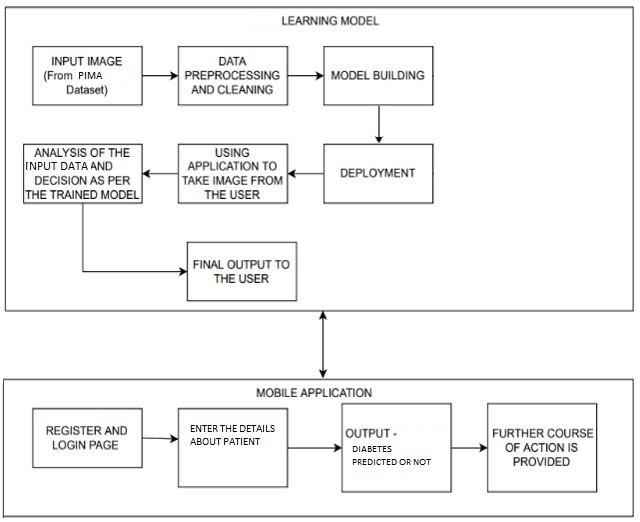 LEARNING MODEL
INPUT IMAGE
(From PIMA
Dataset)
DATA
PREPROCESSING
AND CLEANING
MODEL BUILDING
ANALYSIS OF THE
INPUT DATA AND
DECISION AS PER
THE TRAINED MODEL
USING
APPLICATION TO
TAKE IMAGE FROM
THE USER
DEPLOYMENT
FINAL OUTPUT TO
THE USER
MOBILE APPLICATION
REGISTER AND
LOGIN PAGE
ENTER THE DETAILS
ABOUT PATIENT
OUTPUT -
DIABETES
PREDICTED OR NOT
FURTHER COURSE
OF ACTION IS
PROVIDED